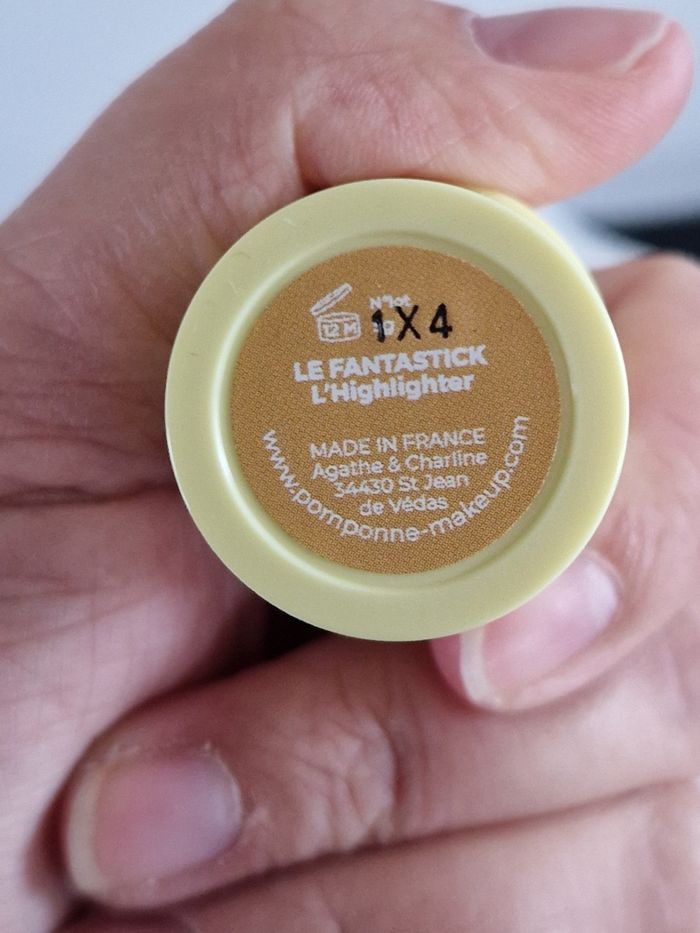 12 M
N°lot
1X4
LE FANTASTICK
L'Highlighter
MADE IN FRANCE
Agathe & Charline
34430 St Jean
de Védas
www.pomponne-makeup.com